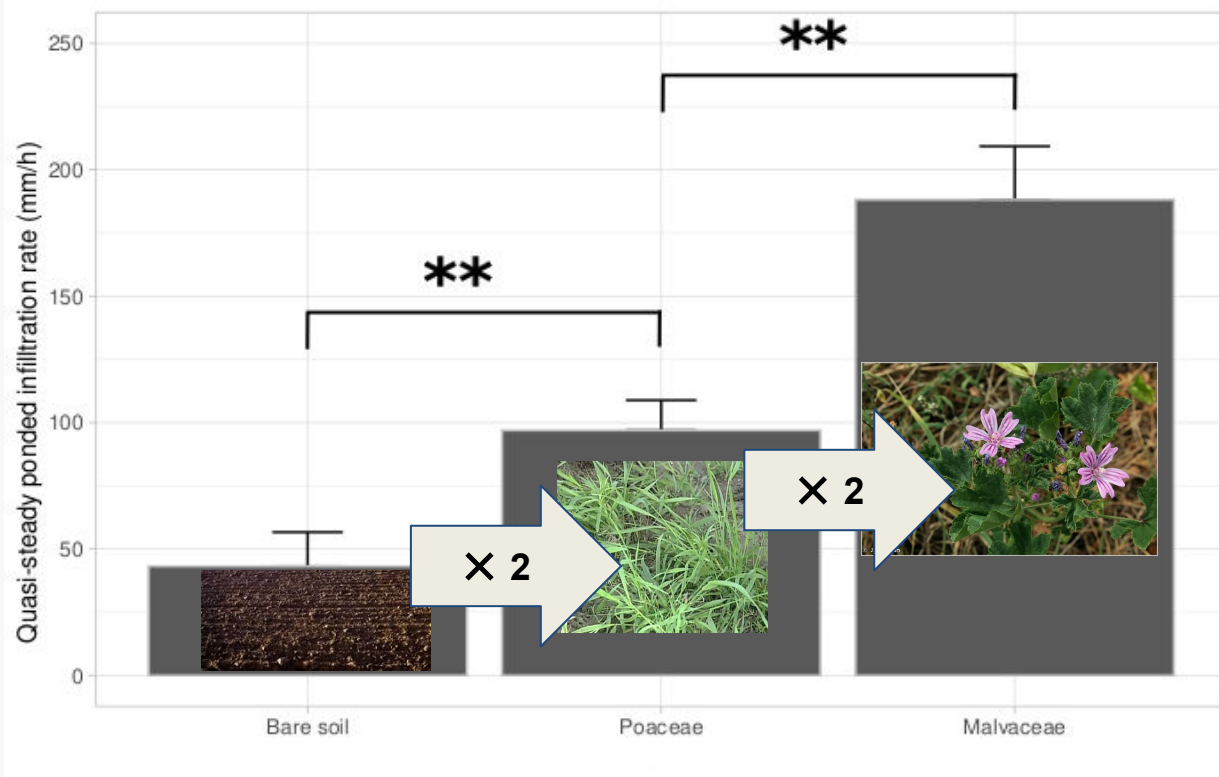 Quasi-steady ponded infiltration rate (mm/h)
250
200
150
100
50
0
**
**
× 2
× 2
Bare soil
Poaceae
Malvaceae